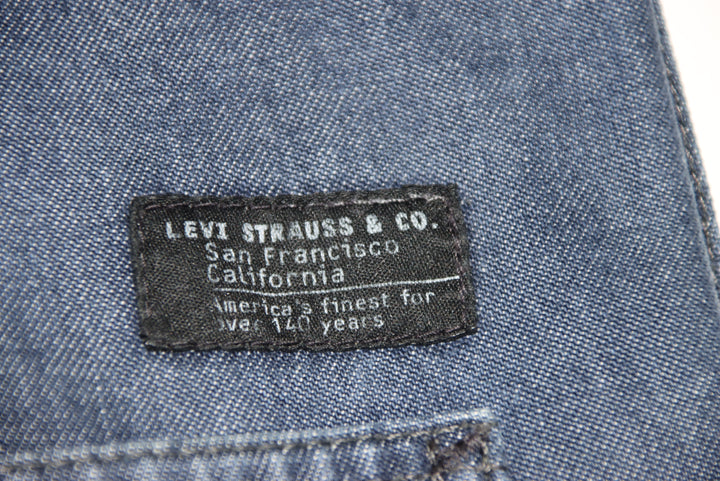 LEVI STRAUSS & CO.
San Francisco
California
America's finest for
over 140 years